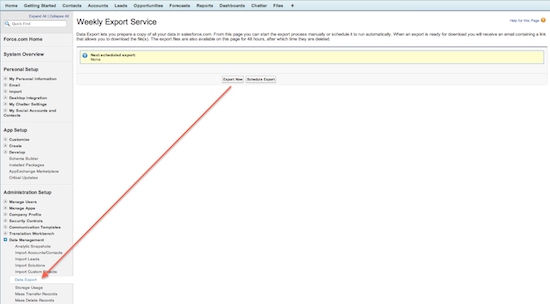 Home Getting Started Contacts Accounts Leads Opportunities Forecasts Reports Dashboards Chatter Files +
Expand All | Collapse All
Quick Find
Force.com Home
System Overview
Personal Setup
My Personal Information
Email
Import
Desktop Integration
My Chatter Settings
My Social Accounts and
Contacts
App Setup
Customize
Create
Develop
Schema Builder
Installed Packages
AppExchange Marketplace
Critical Updates
Administration Setup
Manage Users
Manage Apps
Company Profile
Security Controls
Communication Templates
Translation Workbench
Data Management
Analytic Snapshots
Import Accounts/Contacts
Import Leads
Import Solutions
Import Custom
Data Export
Storage Usage
Mass Transfer Records
Mass Delete Records
Weekly Export Service
Help for this Page
Data Export lets you prepare a copy of all your data in salesforce.com. From this page you can start the export process manually or schedule it to run automatically. When an export is ready for download you will receive an email containing a link
that allows you to download the file(s). The export files are also available on this page for 48 hours, after which time they are deleted.
Next scheduled export:
None
Export Now Schedule Export